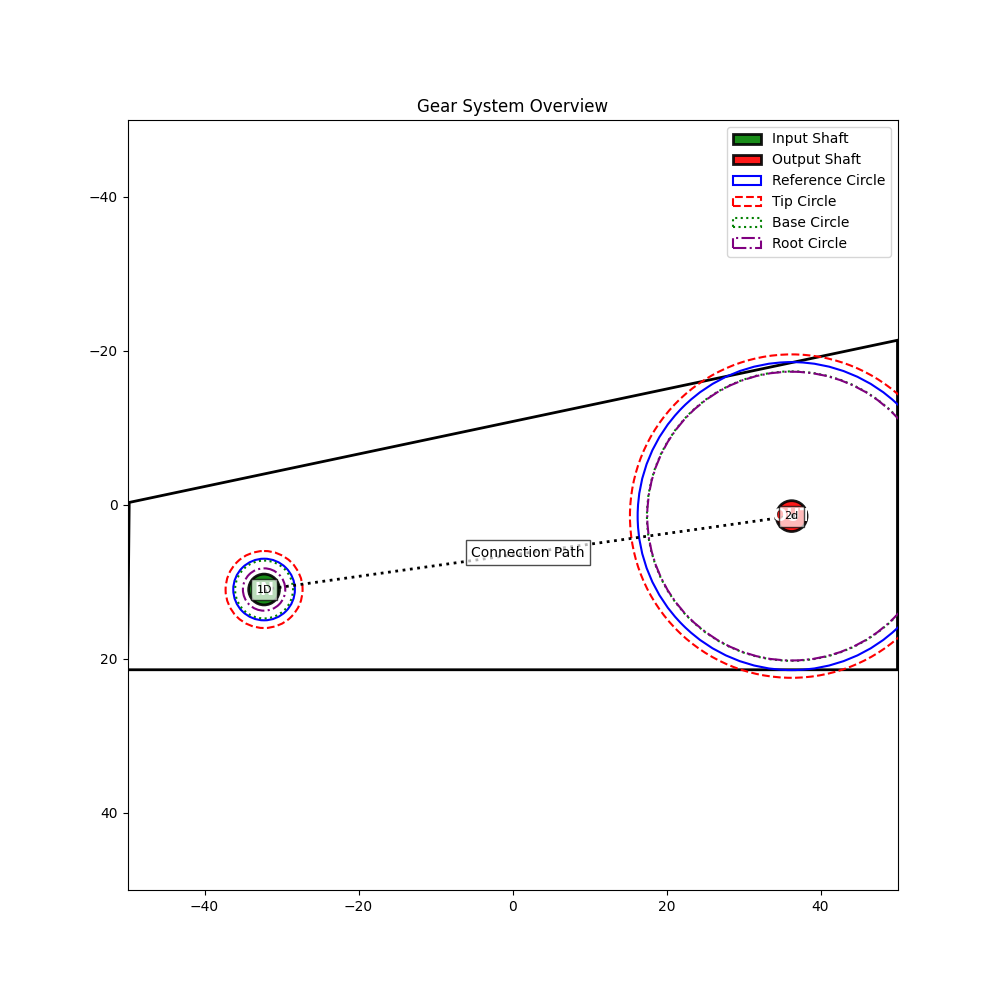 Gear System Overview
Input Shaft
Output Shaft
Reference Circle
Tip Circle
Base Circle
Root Circle
−40
−20
0
20
40
2d
Connection Path
1D
−40
−20
0
20
40